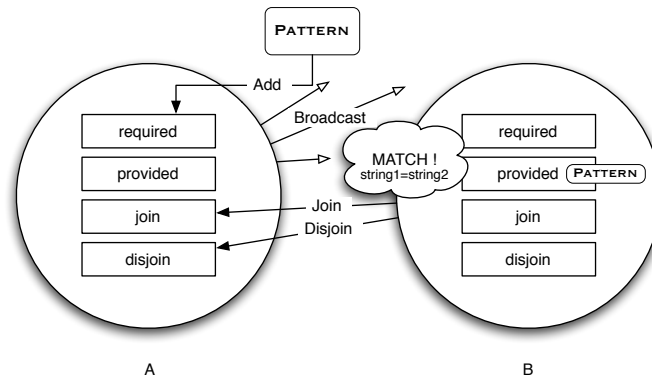 PATTERN
Add
Broadcast
required
provided
join
disjoin
MATCH !
string1=string2
Join
Disjoin
required
provided
PATTERN
join
disjoin
A
B